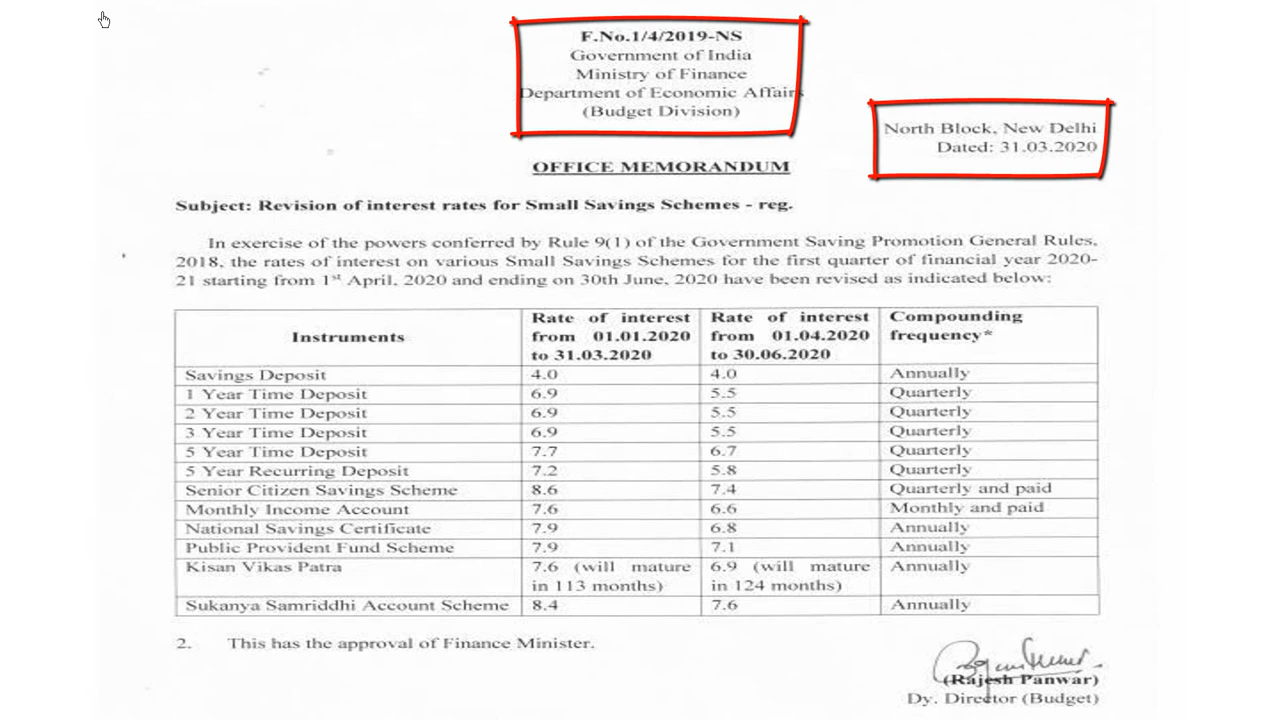 F.No.1/4/2019-NS
Government of India
Ministry of Finance
Department of Economic Affairs
(Budget Division)
North Block, New Delhi
Dated: 31.03.2020
OFFICE MEMORANDUM
Subject: Revision of interest rates for Small Savings Schemes - reg.
In exercise of the powers conferred by Rule 9(1) of the Government Saving Promotion General Rules,
2018, the rates of interest on various Small Savings Schemes for the first quarter of financial year 2020-
21 starting from 1st April, 2020 and ending on 30th June, 2020 have been revised as indicated below:
Instruments Rate of interest from 01.01.2020 to 31.03.2020 Rate of interest from 01.04.2020 to 30.06.2020 Compounding frequency*
Savings Deposit 4.0 4.0 Annually
1 Year Time Deposit 6.9 5.5 Quarterly
2 Year Time Deposit 6.9 5.5 Quarterly
3 Year Time Deposit 6.9 5.5 Quarterly
5 Year Time Deposit 7.7 6.7 Quarterly
5 Year Recurring Deposit 7.2 5.8 Quarterly
Senior Citizen Savings Scheme 8.6 7.4 Quarterly and paid
Monthly Income Account 7.6 6.6 Monthly and paid
National Savings Certificate 7.9 6.8 Annually
Public Provident Fund Scheme 7.9 7.1 Annually
Kisan Vikas Patra 7.6 (will mature in 113 months) 6.9 (will mature in 124 months) Annually
Sukanya Samriddhi Account Scheme 8.4 7.6 Annually
2. This has the approval of Finance Minister.
(Rajesh Panwar)
Dy. Director (Budget)